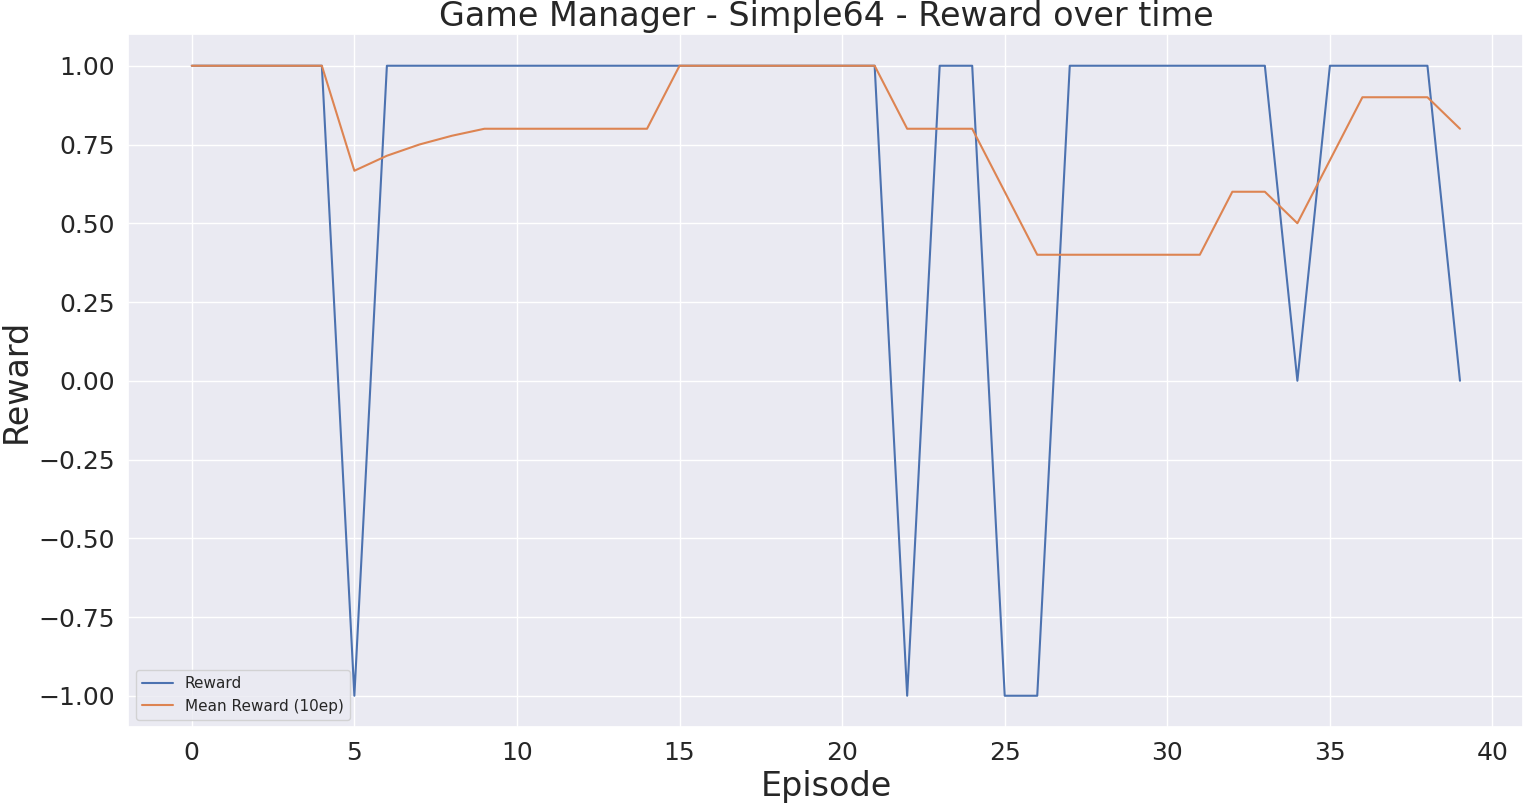 Game Manager - Simple64 - Reward over time
1.00
0.75
0.50
0.25
0.00
−0.25
−0.50
−0.75
−1.00
Reward
Reward
Mean Reward (10ep)
0 5 10 15 20 25 30 35 40
Episode